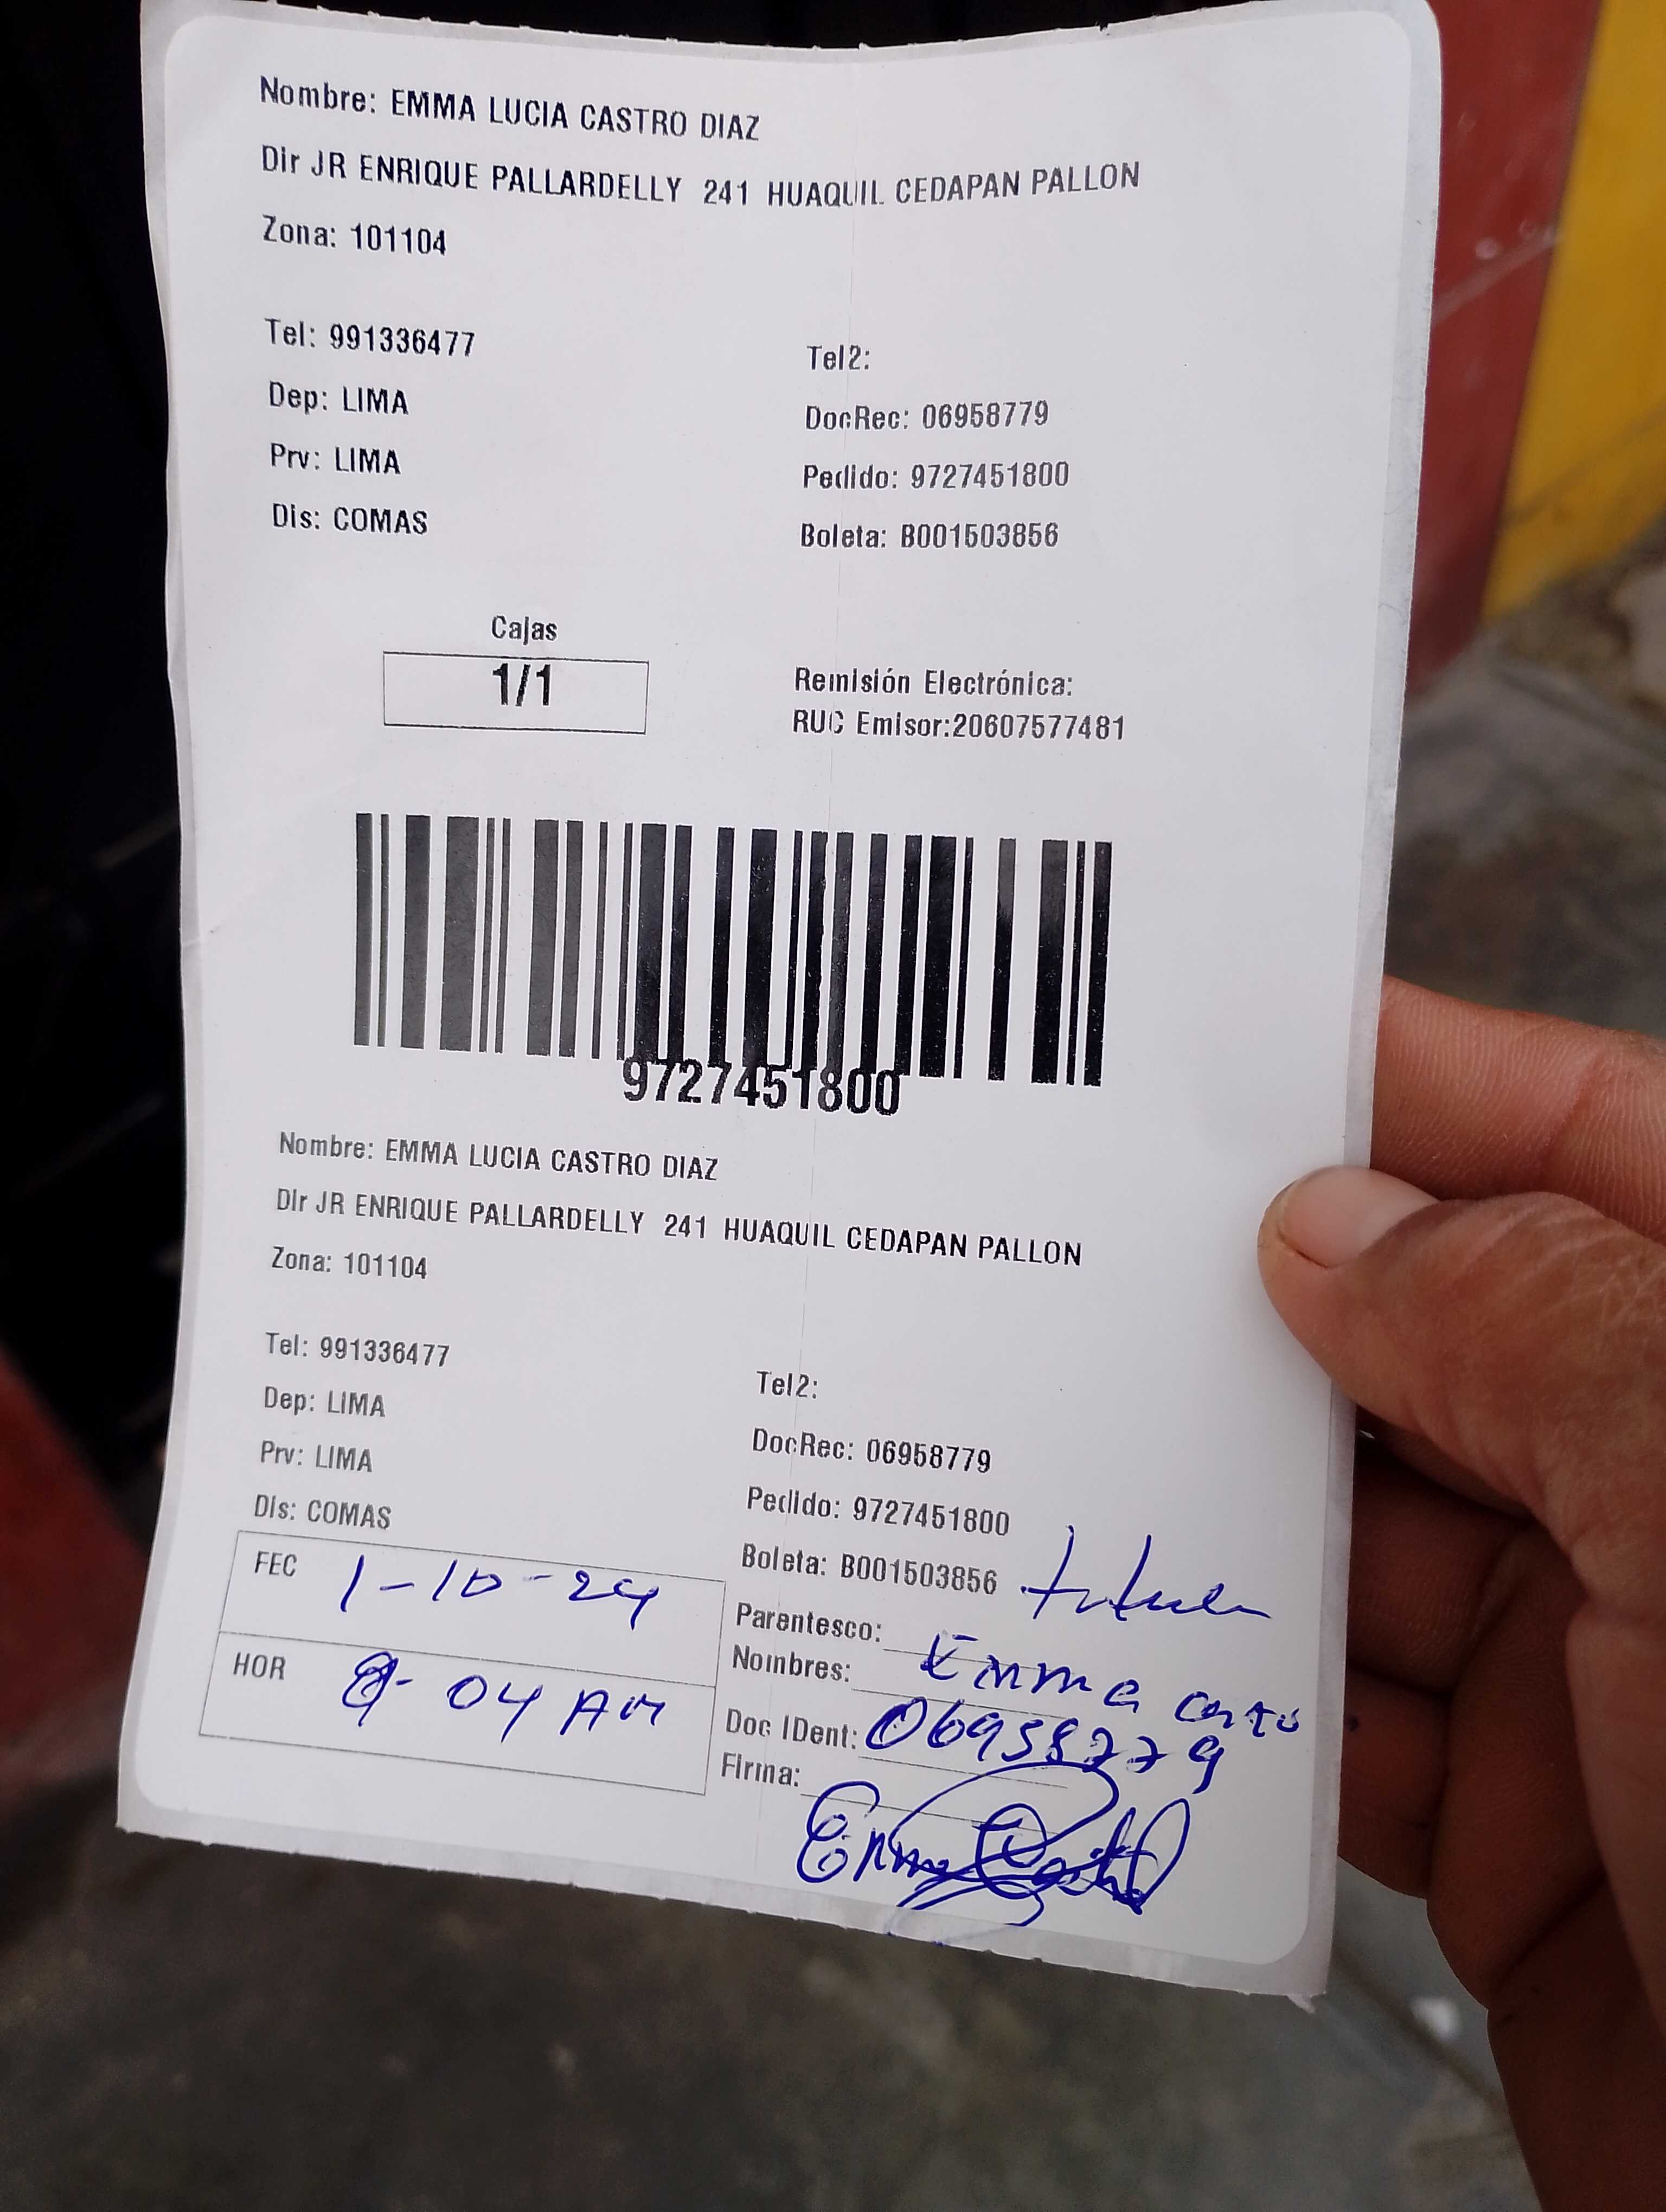 Nombre: EMMA LUCIA CASTRO DIAZ
Dir JR ENRIQUE PALLARDELLY 241 HUAQUIL CEDAPAN PALLON
Zona: 101104
Tel: 991336477
Tel2:
Dep: LIMA
DocRec: 06958779
Prv: LIMA
Pedido: 9727451800
Dis: COMAS
Boleta: B001503856
Cajas
1/1
Remisión Electrónica:
RUC Emisor:20607577481
9727451800
Nombre: EMMA LUCIA CASTRO DIAZ
Dir JR ENRIQUE PALLARDELLY 241 HUAQUIL CEDAPAN PALLON
Zona: 101104
Tel: 991336477
Tel2:
Dep: LIMA
DocRec: 06958779
Prv: LIMA
Pedido: 9727451800
Dis: COMAS
Boleta: B001503856
FEC 1-10-24
Parentesco:
Nombres: Emma
HOR 8-04 AM
Doc IDent: 06958779
Firma: